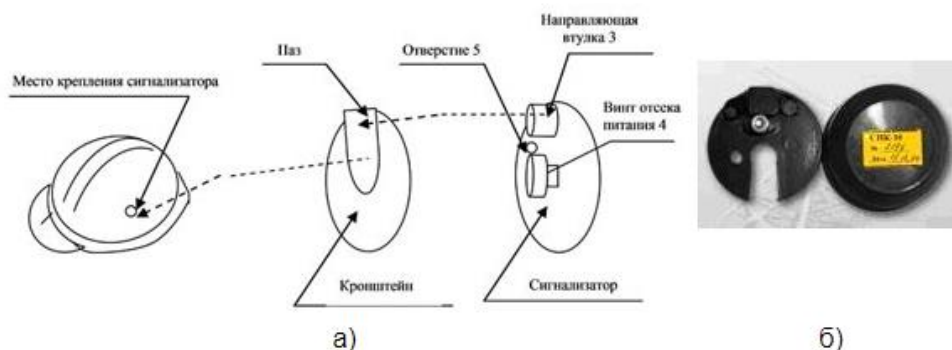 Паз
Отверстие 5
Направляющая
втулка 3
Место крепления сигнализатора
Винт отсека
питания 4
Кронштейн
Сигнализатор
а)
б)